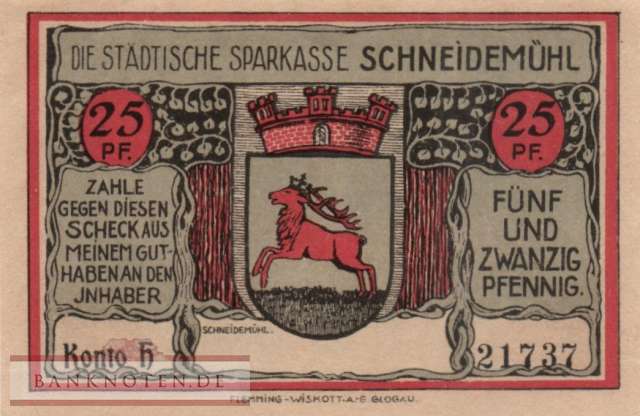 DIE STÄDTISCHE SPARKASSE SCHNEIDEMÜHL
25
PF.
25
PF.
ZAHLE
GEGEN DIESEN
SCHECK AUS
MEINEM GUT-
HABEN AN DEN
JNHABER
FÜNF
UND
ZWANZIG
PFENNIG.
SCHNEIDEMÜHL.
Konto h
21737
BANKNOTEN.DE
FLEMMING-WISKOTT A.-G. GLOGAU.